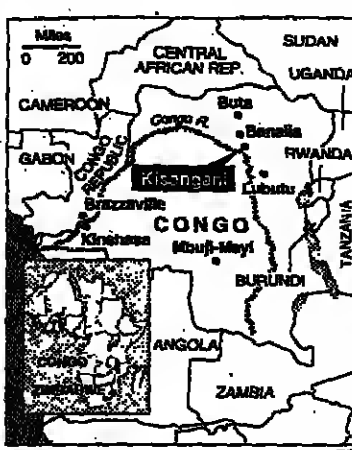 Miles
0 200
SUDAN
CENTRAL
AFRICAN REP.
UGANDA
CAMEROON
Buta
Congo R.
Banalia
GABON
CONGO
REPUBLIC
RWANDA
Kisangani
Lubutu
Brazzaville
CONGO
Kinshasa
Mbuji-Mayi
TANZANIA
BURUNDI
CONGO
ANGOLA
ZAMBIA